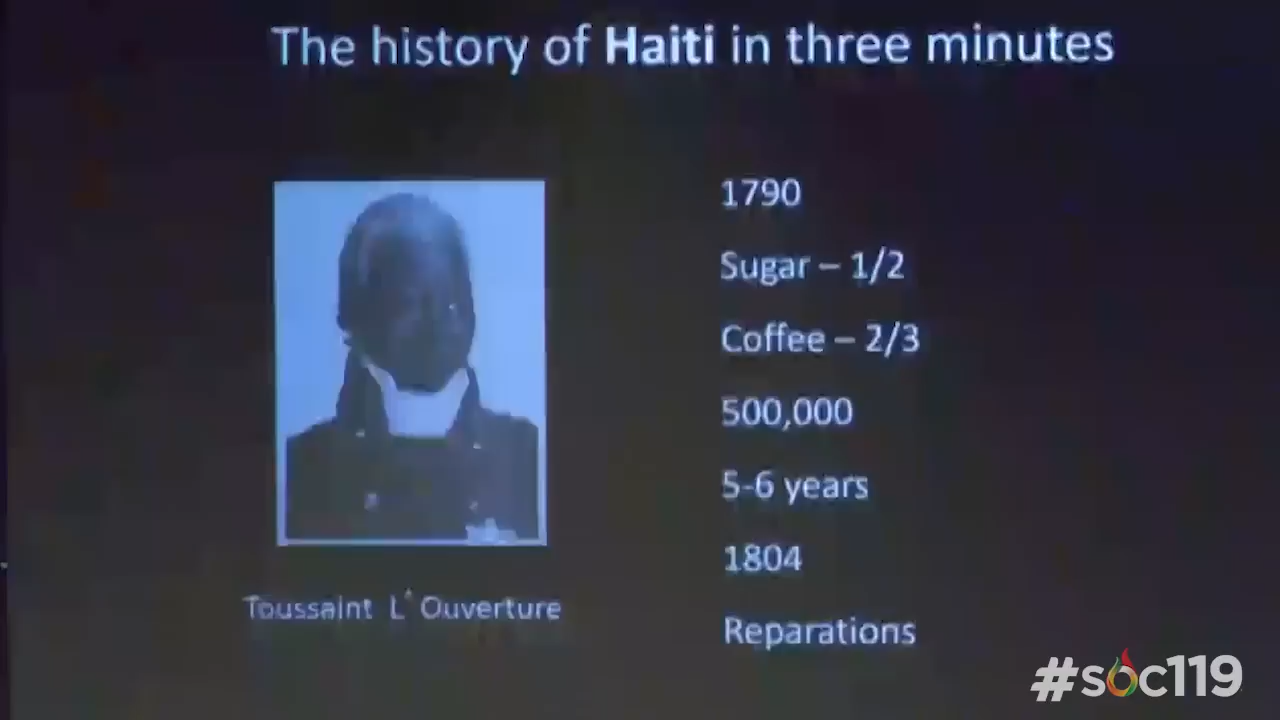 The history of Haiti in three minutes
1790
Sugar – 1/2
Coffee – 2/3
500,000
5-6 years
1804
Reparations
Toussaint L' Ouverture
#soc119